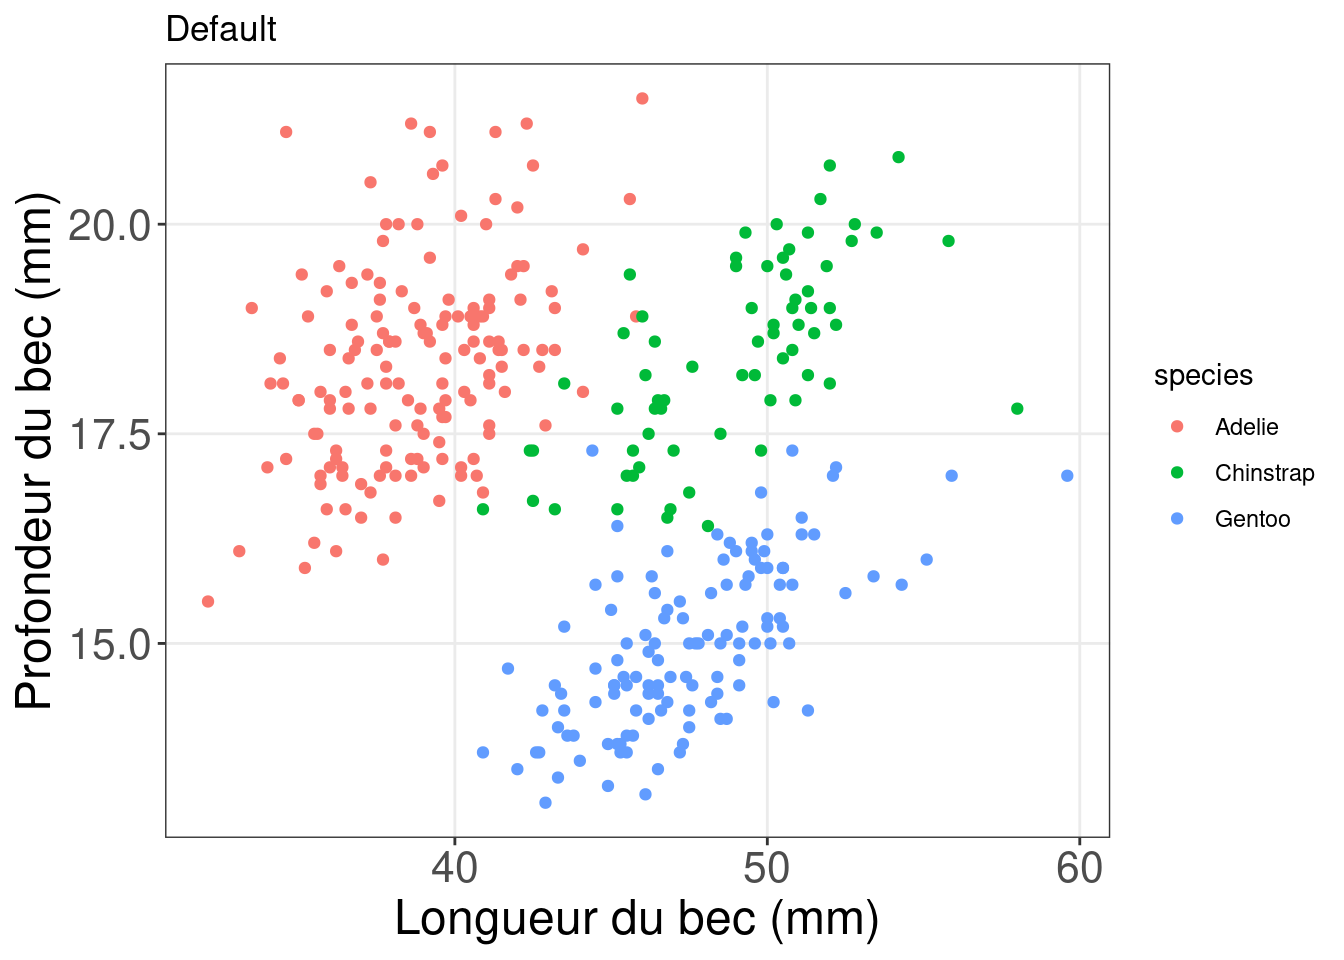 Default
Profondeur du bec (mm)
20.0
17.5
15.0
40 50 60
Longueur du bec (mm)
species
Adelie
Chinstrap
Gentoo